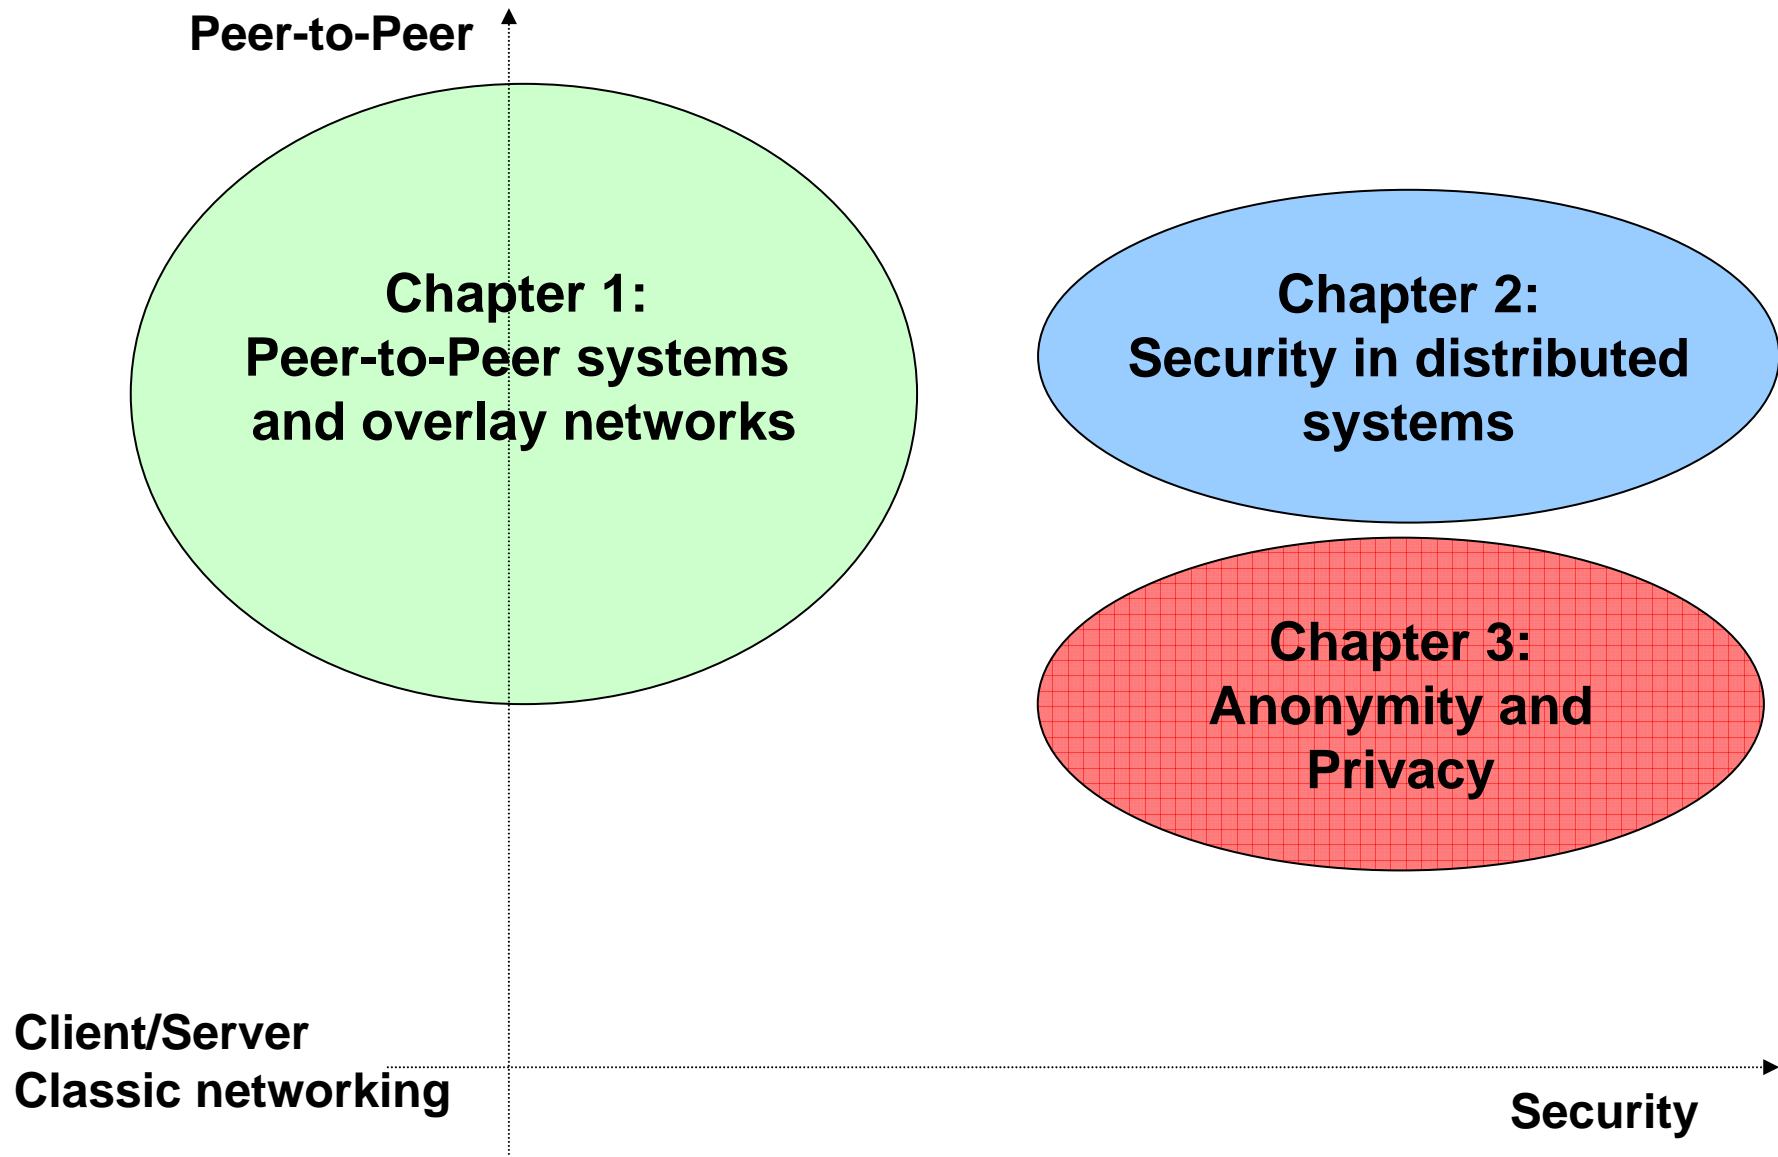 Peer-to-Peer
Chapter 1:
Peer-to-Peer systems
and overlay networks
Chapter 2:
Security in distributed
systems
Chapter 3:
Anonymity and
Privacy
Client/Server
Classic networking
Security